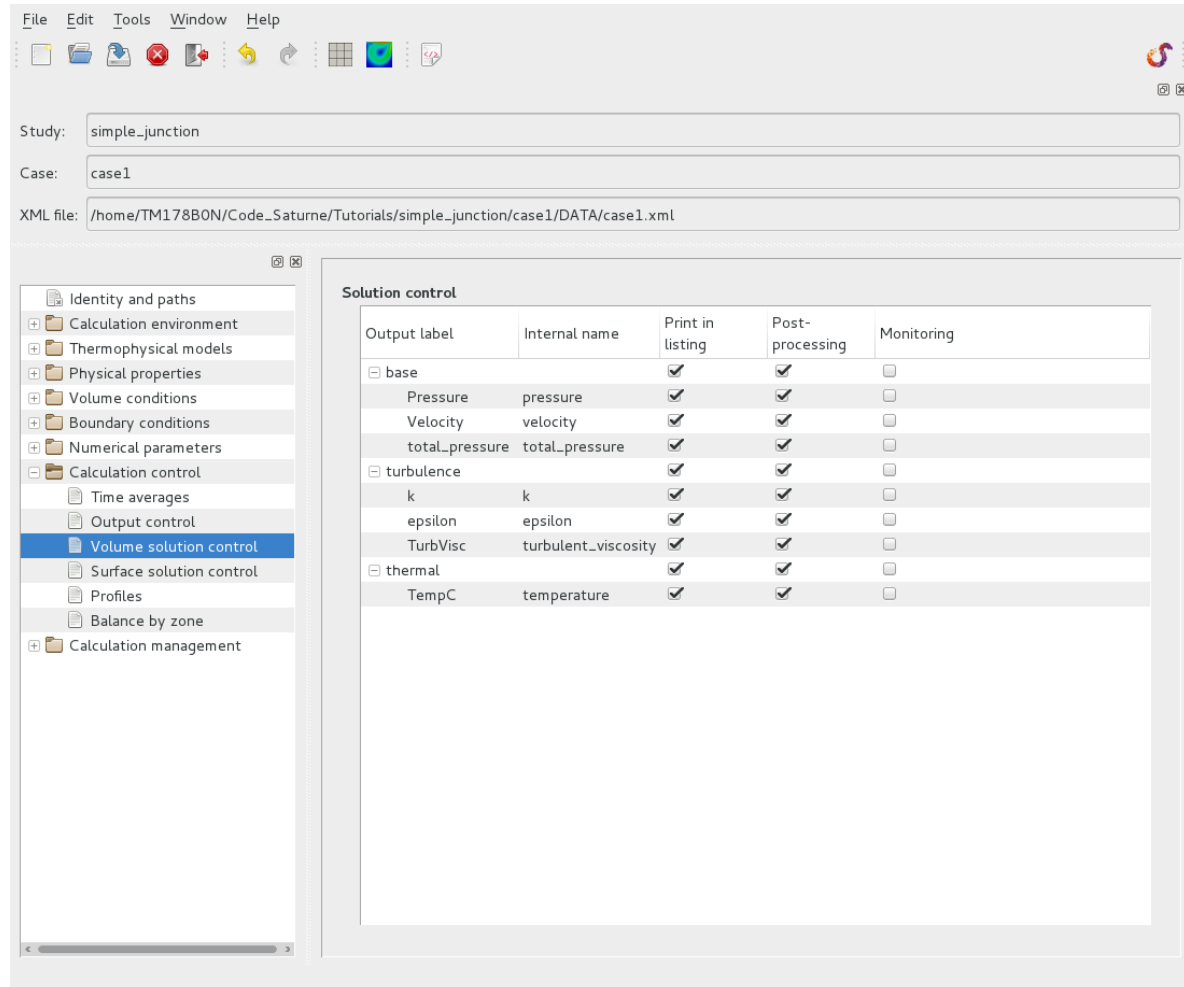 File Edit Tools Window Help
Study: simple_junction
Case: case1
XML file: /home/TM178B0N/Code_Saturne/Tutorials/simple_junction/case1/DATA/case1.xml
Identity and paths
Calculation environment
Thermophysical models
Physical properties
Volume conditions
Boundary conditions
Numerical parameters
Calculation control
Time averages
Output control
Volume solution control
Surface solution control
Profiles
Balance by zone
Calculation management
Solution control
Output label Internal name Print in listing Post-processing Monitoring
base
Pressure pressure
Velocity velocity
total_pressure total_pressure
turbulence
k k
epsilon epsilon
TurbVisc turbulent_viscosity
thermal
TempC temperature